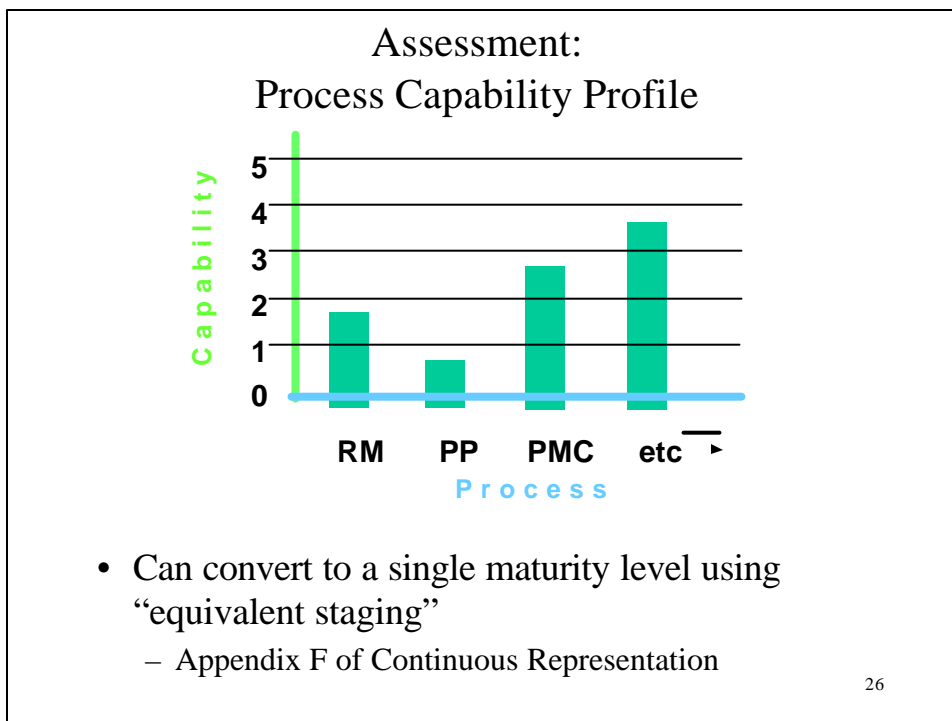 Assessment:
Process Capability Profile
Capability
5
4
3
2
1
0
RM PP PMC etc
Process
• Can convert to a single maturity level using
“equivalent staging”
– Appendix F of Continuous Representation
26